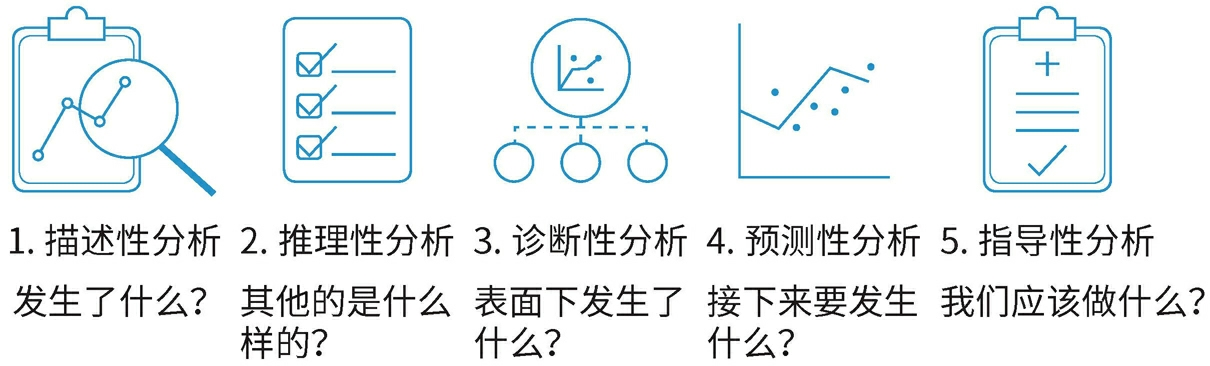 1. 描述性分析
发生了什么？
2. 推理性分析
其他的是什么
样的？
3. 诊断性分析
表面下发生了
什么？
4. 预测性分析
接下来要发生
什么？
5. 指导性分析
我们应该做什么？